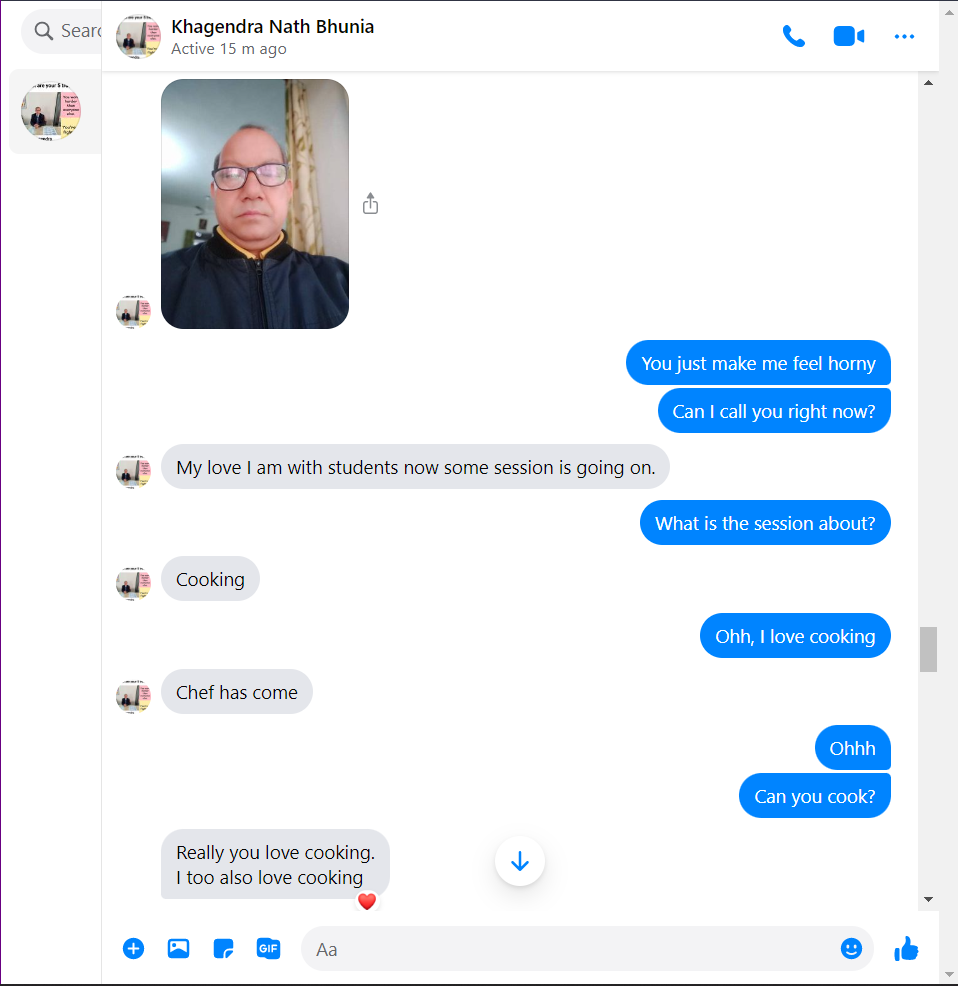 Searc
Khagendra Nath Bhunia
Active 15 m ago
You just make me feel horny
Can I call you right now?
My love I am with students now some session is going on.
What is the session about?
Cooking
Ohh, I love cooking
Chef has come
Ohhh
Can you cook?
Really you love cooking.
I too also love cooking
GIF
Aa